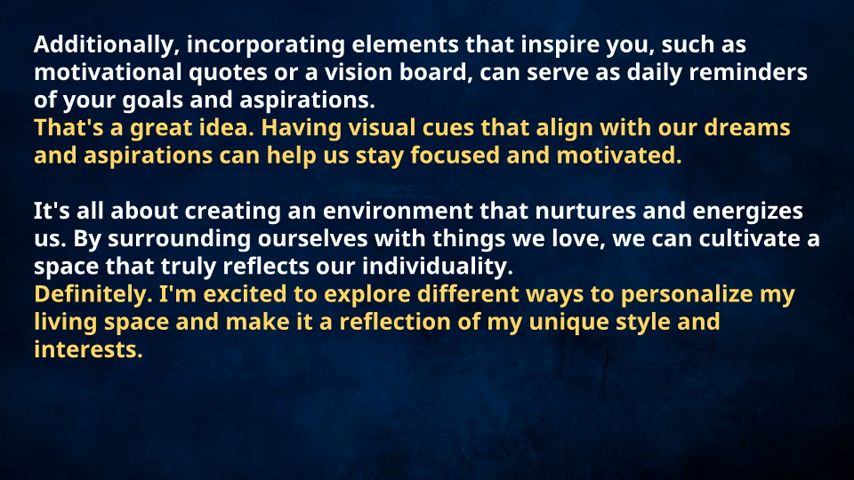 Additionally, incorporating elements that inspire you, such as
motivational quotes or a vision board, can serve as daily reminders
of your goals and aspirations.
That's a great idea. Having visual cues that align with our dreams
and aspirations can help us stay focused and motivated.
It's all about creating an environment that nurtures and energizes
us. By surrounding ourselves with things we love, we can cultivate a
space that truly reflects our individuality.
Definitely. I'm excited to explore different ways to personalize my
living space and make it a reflection of my unique style and
interests.